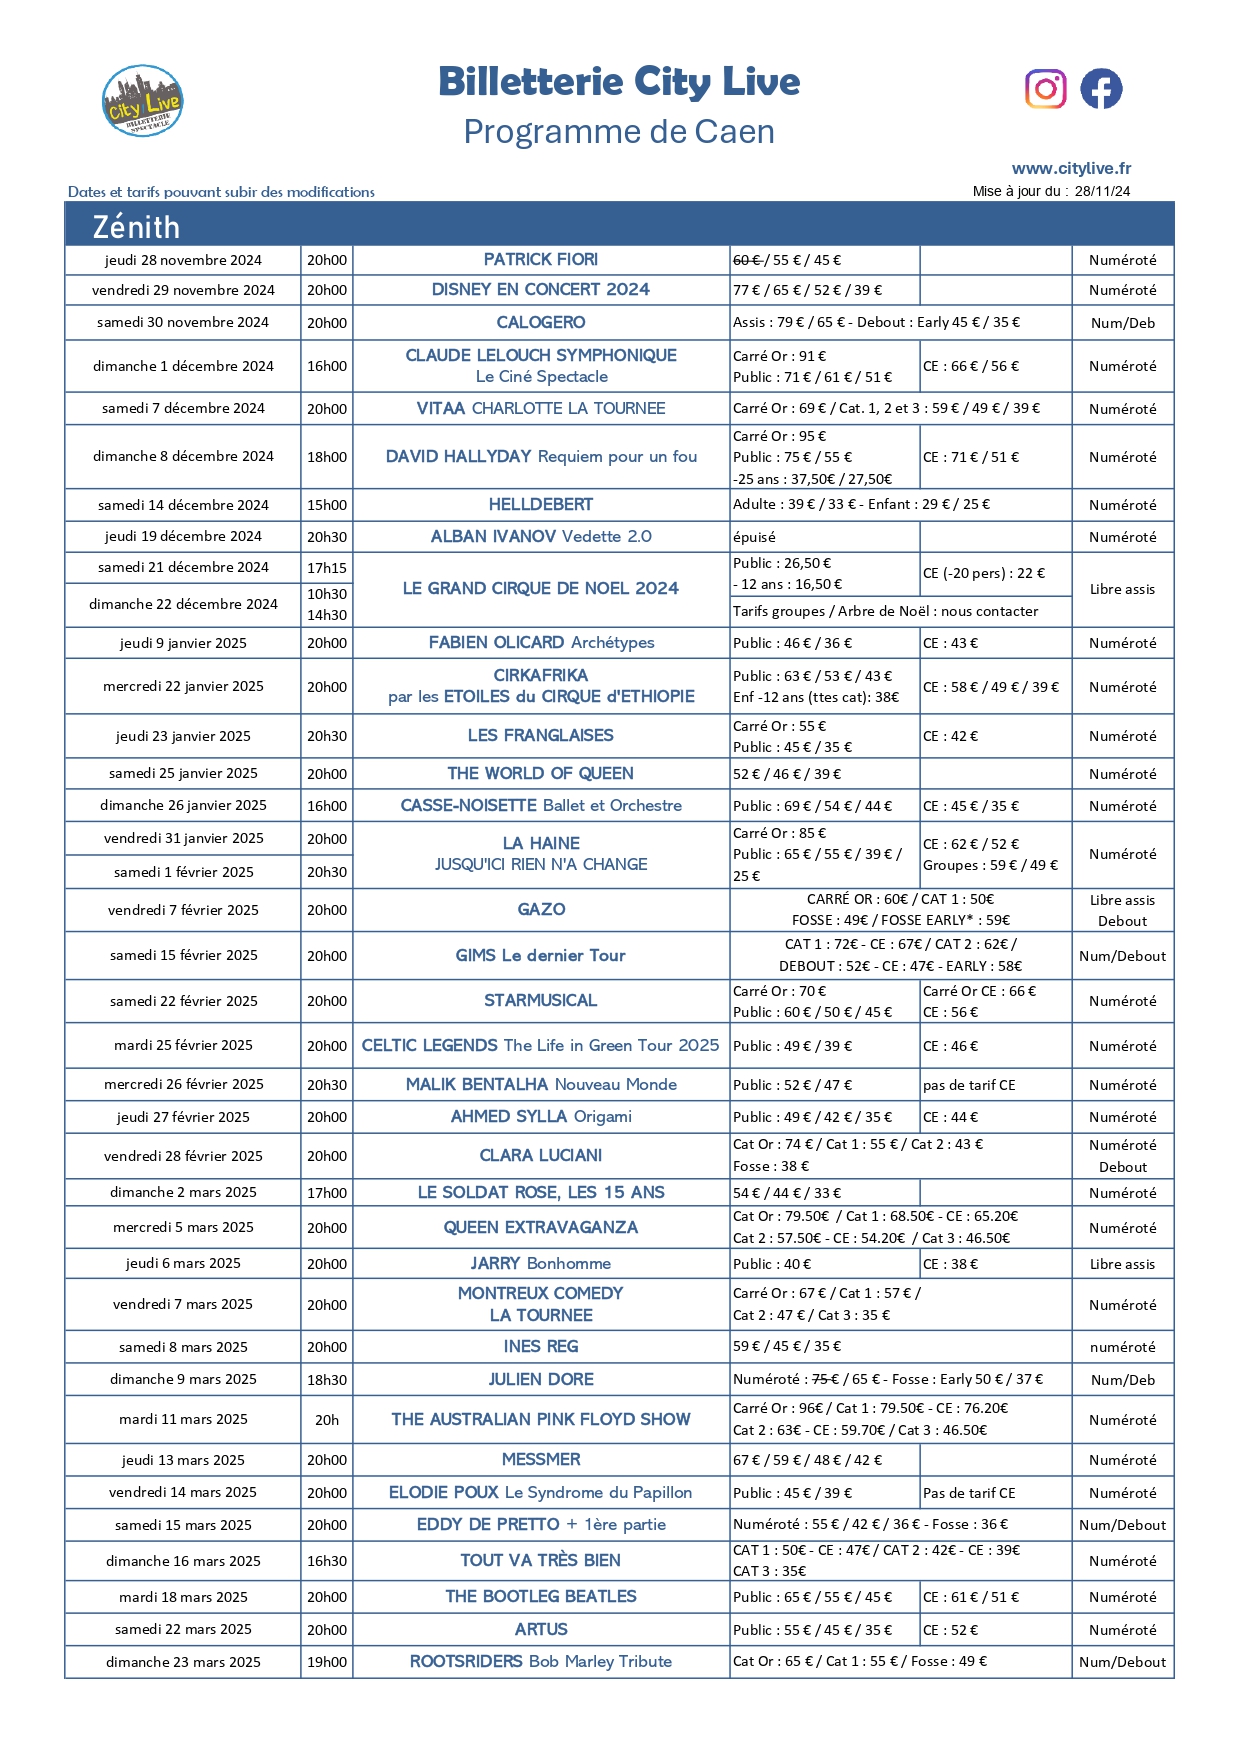 City Live
BILLETTERIE
SPECTACLE
Billetterie City Live
Programme de Caen
www.citylive.fr
Dates et tarifs pouvant subir des modifications
Mise à jour du : 28/11/24
Zénith
jeudi 28 novembre 2024 20h00 PATRICK FIORI 60 € / 55 € / 45 € Numéroté
vendredi 29 novembre 2024 20h00 DISNEY EN CONCERT 2024 77 € / 65 € / 52 € / 39 € Numéroté
samedi 30 novembre 2024 20h00 CALOGERO Assis : 79 € / 65 € - Debout : Early 45 € / 35 € Num/Deb
dimanche 1 décembre 2024 16h00 CLAUDE LELOUCH SYMPHONIQUE
Le Ciné Spectacle
Carré Or : 91 €
Public : 71 € / 61 € / 51 €
CE : 66 € / 56 € Numéroté
samedi 7 décembre 2024 20h00 VITAA CHARLOTTE LA TOURNEE Carré Or : 69 € / Cat. 1, 2 et 3 : 59 € / 49 € / 39 € Numéroté
dimanche 8 décembre 2024 18h00 DAVID HALLYDAY Requiem pour un fou
Carré Or : 95 €
Public : 75 € / 55 €
-25 ans : 37,50€ / 27,50€
CE : 71 € / 51 € Numéroté
samedi 14 décembre 2024 15h00 HELLDEBERT Adulte : 39 € / 33 € - Enfant : 29 € / 25 € Numéroté
jeudi 19 décembre 2024 20h30 ALBAN IVANOV Vedette 2.0 épuisé Numéroté
samedi 21 décembre 2024 17h15
dimanche 22 décembre 2024 10h30
14h30
LE GRAND CIRQUE DE NOEL 2024
Public : 26,50 €
- 12 ans : 16,50 €
CE (-20 pers) : 22 €
Tarifs groupes / Arbre de Noël : nous contacter
Libre assis
jeudi 9 janvier 2025 20h00 FABIEN OLICARD Archétypes Public : 46 € / 36 € CE : 43 € Numéroté
mercredi 22 janvier 2025 20h00 CIRKAFRIKA
par les ETOILES du CIRQUE d'ETHIOPIE
Public : 63 € / 53 € / 43 €
Enf -12 ans (ttes cat): 38€
CE : 58 € / 49 € / 39 € Numéroté
jeudi 23 janvier 2025 20h30 LES FRANGLAISES
Carré Or : 55 €
Public : 45 € / 35 €
CE : 42 € Numéroté
samedi 25 janvier 2025 20h00 THE WORLD OF QUEEN 52 € / 46 € / 39 € Numéroté
dimanche 26 janvier 2025 16h00 CASSE-NOISETTE Ballet et Orchestre Public : 69 € / 54 € / 44 € CE : 45 € / 35 € Numéroté
vendredi 31 janvier 2025 20h00
samedi 1 février 2025 20h30
LA HAINE
JUSQU'ICI RIEN N'A CHANGE
Carré Or : 85 €
Public : 65 € / 55 € / 39 € /
25 €
CE : 62 € / 52 €
Groupes : 59 € / 49 €
Numéroté
vendredi 7 février 2025 20h00 GAZO
CARRÉ OR : 60€ / CAT 1 : 50€
FOSSE : 49€ / FOSSE EARLY* : 59€
Libre assis
Debout
samedi 15 février 2025 20h00 GIMS Le dernier Tour
CAT 1 : 72€ - CE : 67€ / CAT 2 : 62€ /
DEBOUT : 52€ - CE : 47€ - EARLY : 58€
Num/Debout
samedi 22 février 2025 20h00 STARMUSICAL
Carré Or : 70 €
Public : 60 € / 50 € / 45 €
Carré Or CE : 66 €
CE : 56 €
Numéroté
mardi 25 février 2025 20h00 CELTIC LEGENDS The Life in Green Tour 2025 Public : 49 € / 39 € CE : 46 € Numéroté
mercredi 26 février 2025 20h30 MALIK BENTALHA Nouveau Monde Public : 52 € / 47 € pas de tarif CE Numéroté
jeudi 27 février 2025 20h00 AHMED SYLLA Origami Public : 49 € / 42 € / 35 € CE : 44 € Numéroté
vendredi 28 février 2025 20h00 CLARA LUCIANI
Cat Or : 74 € / Cat 1 : 55 € / Cat 2 : 43 €
Fosse : 38 €
Numéroté
Debout
dimanche 2 mars 2025 17h00 LE SOLDAT ROSE, LES 15 ANS 54 € / 44 € / 33 € Numéroté
mercredi 5 mars 2025 20h00 QUEEN EXTRAVAGANZA
Cat Or : 79.50€ / Cat 1 : 68.50€ - CE : 65.20€
Cat 2 : 57.50€ - CE : 54.20€ / Cat 3 : 46.50€
Numéroté
jeudi 6 mars 2025 20h00 JARRY Bonhomme Public : 40 € CE : 38 € Libre assis
vendredi 7 mars 2025 20h00 MONTREUX COMEDY
LA TOURNEE
Carré Or : 67 € / Cat 1 : 57 € /
Cat 2 : 47 € / Cat 3 : 35 €
Numéroté
samedi 8 mars 2025 20h00 INES REG 59 € / 45 € / 35 € numéroté
dimanche 9 mars 2025 18h30 JULIEN DORE Numéroté : 75 € / 65 € - Fosse : Early 50 € / 37 € Num/Deb
mardi 11 mars 2025 20h THE AUSTRALIAN PINK FLOYD SHOW
Carré Or : 96€ / Cat 1 : 79.50€ - CE : 76.20€
Cat 2 : 63€ - CE : 59.70€ / Cat 3 : 46.50€
Numéroté
jeudi 13 mars 2025 20h00 MESSMER 67 € / 59 € / 48 € / 42 € Numéroté
vendredi 14 mars 2025 20h00 ELODIE POUX Le Syndrome du Papillon Public : 45 € / 39 € Pas de tarif CE Numéroté
samedi 15 mars 2025 20h00 EDDY DE PRETTO + 1ère partie Numéroté : 55 € / 42 € / 36 € - Fosse : 36 € Num/Debout
dimanche 16 mars 2025 16h30 TOUT VA TRÈS BIEN
CAT 1 : 50€ - CE : 47€ / CAT 2 : 42€ - CE : 39€
CAT 3 : 35€
Numéroté
mardi 18 mars 2025 20h00 THE BOOTLEG BEATLES Public : 65 € / 55 € / 45 € CE : 61 € / 51 € Numéroté
samedi 22 mars 2025 20h00 ARTUS Public : 55 € / 45 € / 35 € CE : 52 € Numéroté
dimanche 23 mars 2025 19h00 ROOTSRIDERS Bob Marley Tribute Cat Or : 65 € / Cat 1 : 55 € / Fosse : 49 € Num/Debout